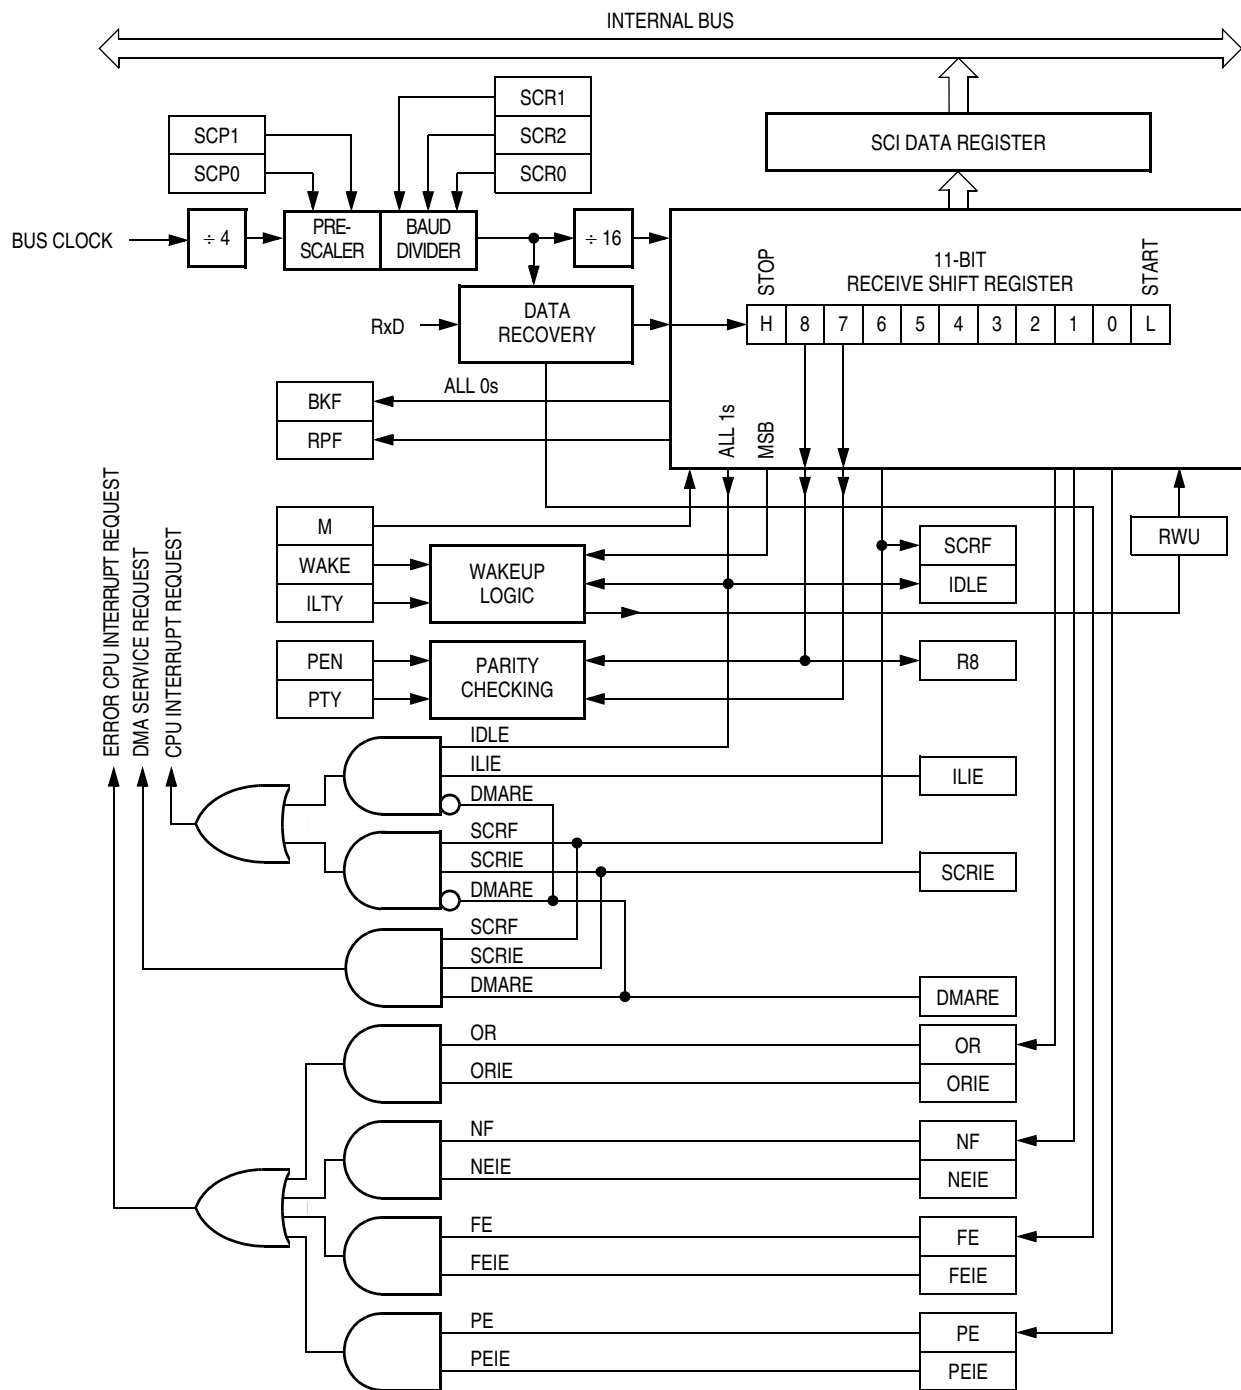 INTERNAL BUS
SCR1
SCP1
SCR2
SCI DATA REGISTER
SCP0
SCR0
BUS CLOCK
÷ 4
PRE-
SCALER
BAUD
DIVIDER
÷ 16
STOP
11-BIT
RECEIVE SHIFT REGISTER
START
RxD
DATA
RECOVERY
H 8 7 6 5 4 3 2 1 0 L
ALL 0s
BKF
RPF
ALL 1s
MSB
ERROR CPU INTERRUPT REQUEST
DMA SERVICE REQUEST
CPU INTERRUPT REQUEST
M
WAKE
ILTY
WAKEUP
LOGIC
SCRF
IDLE
RWU
PEN
PTY
PARITY
CHECKING
R8
IDLE
ILIE
ILIE
DMARE
SCRF
SCRIE
SCRIE
DMARE
SCRF
SCRIE
DMARE
DMARE
OR
OR
ORIE
ORIE
NF
NF
NEIE
NEIE
FE
FE
FEIE
FEIE
PE
PE
PEIE
PEIE